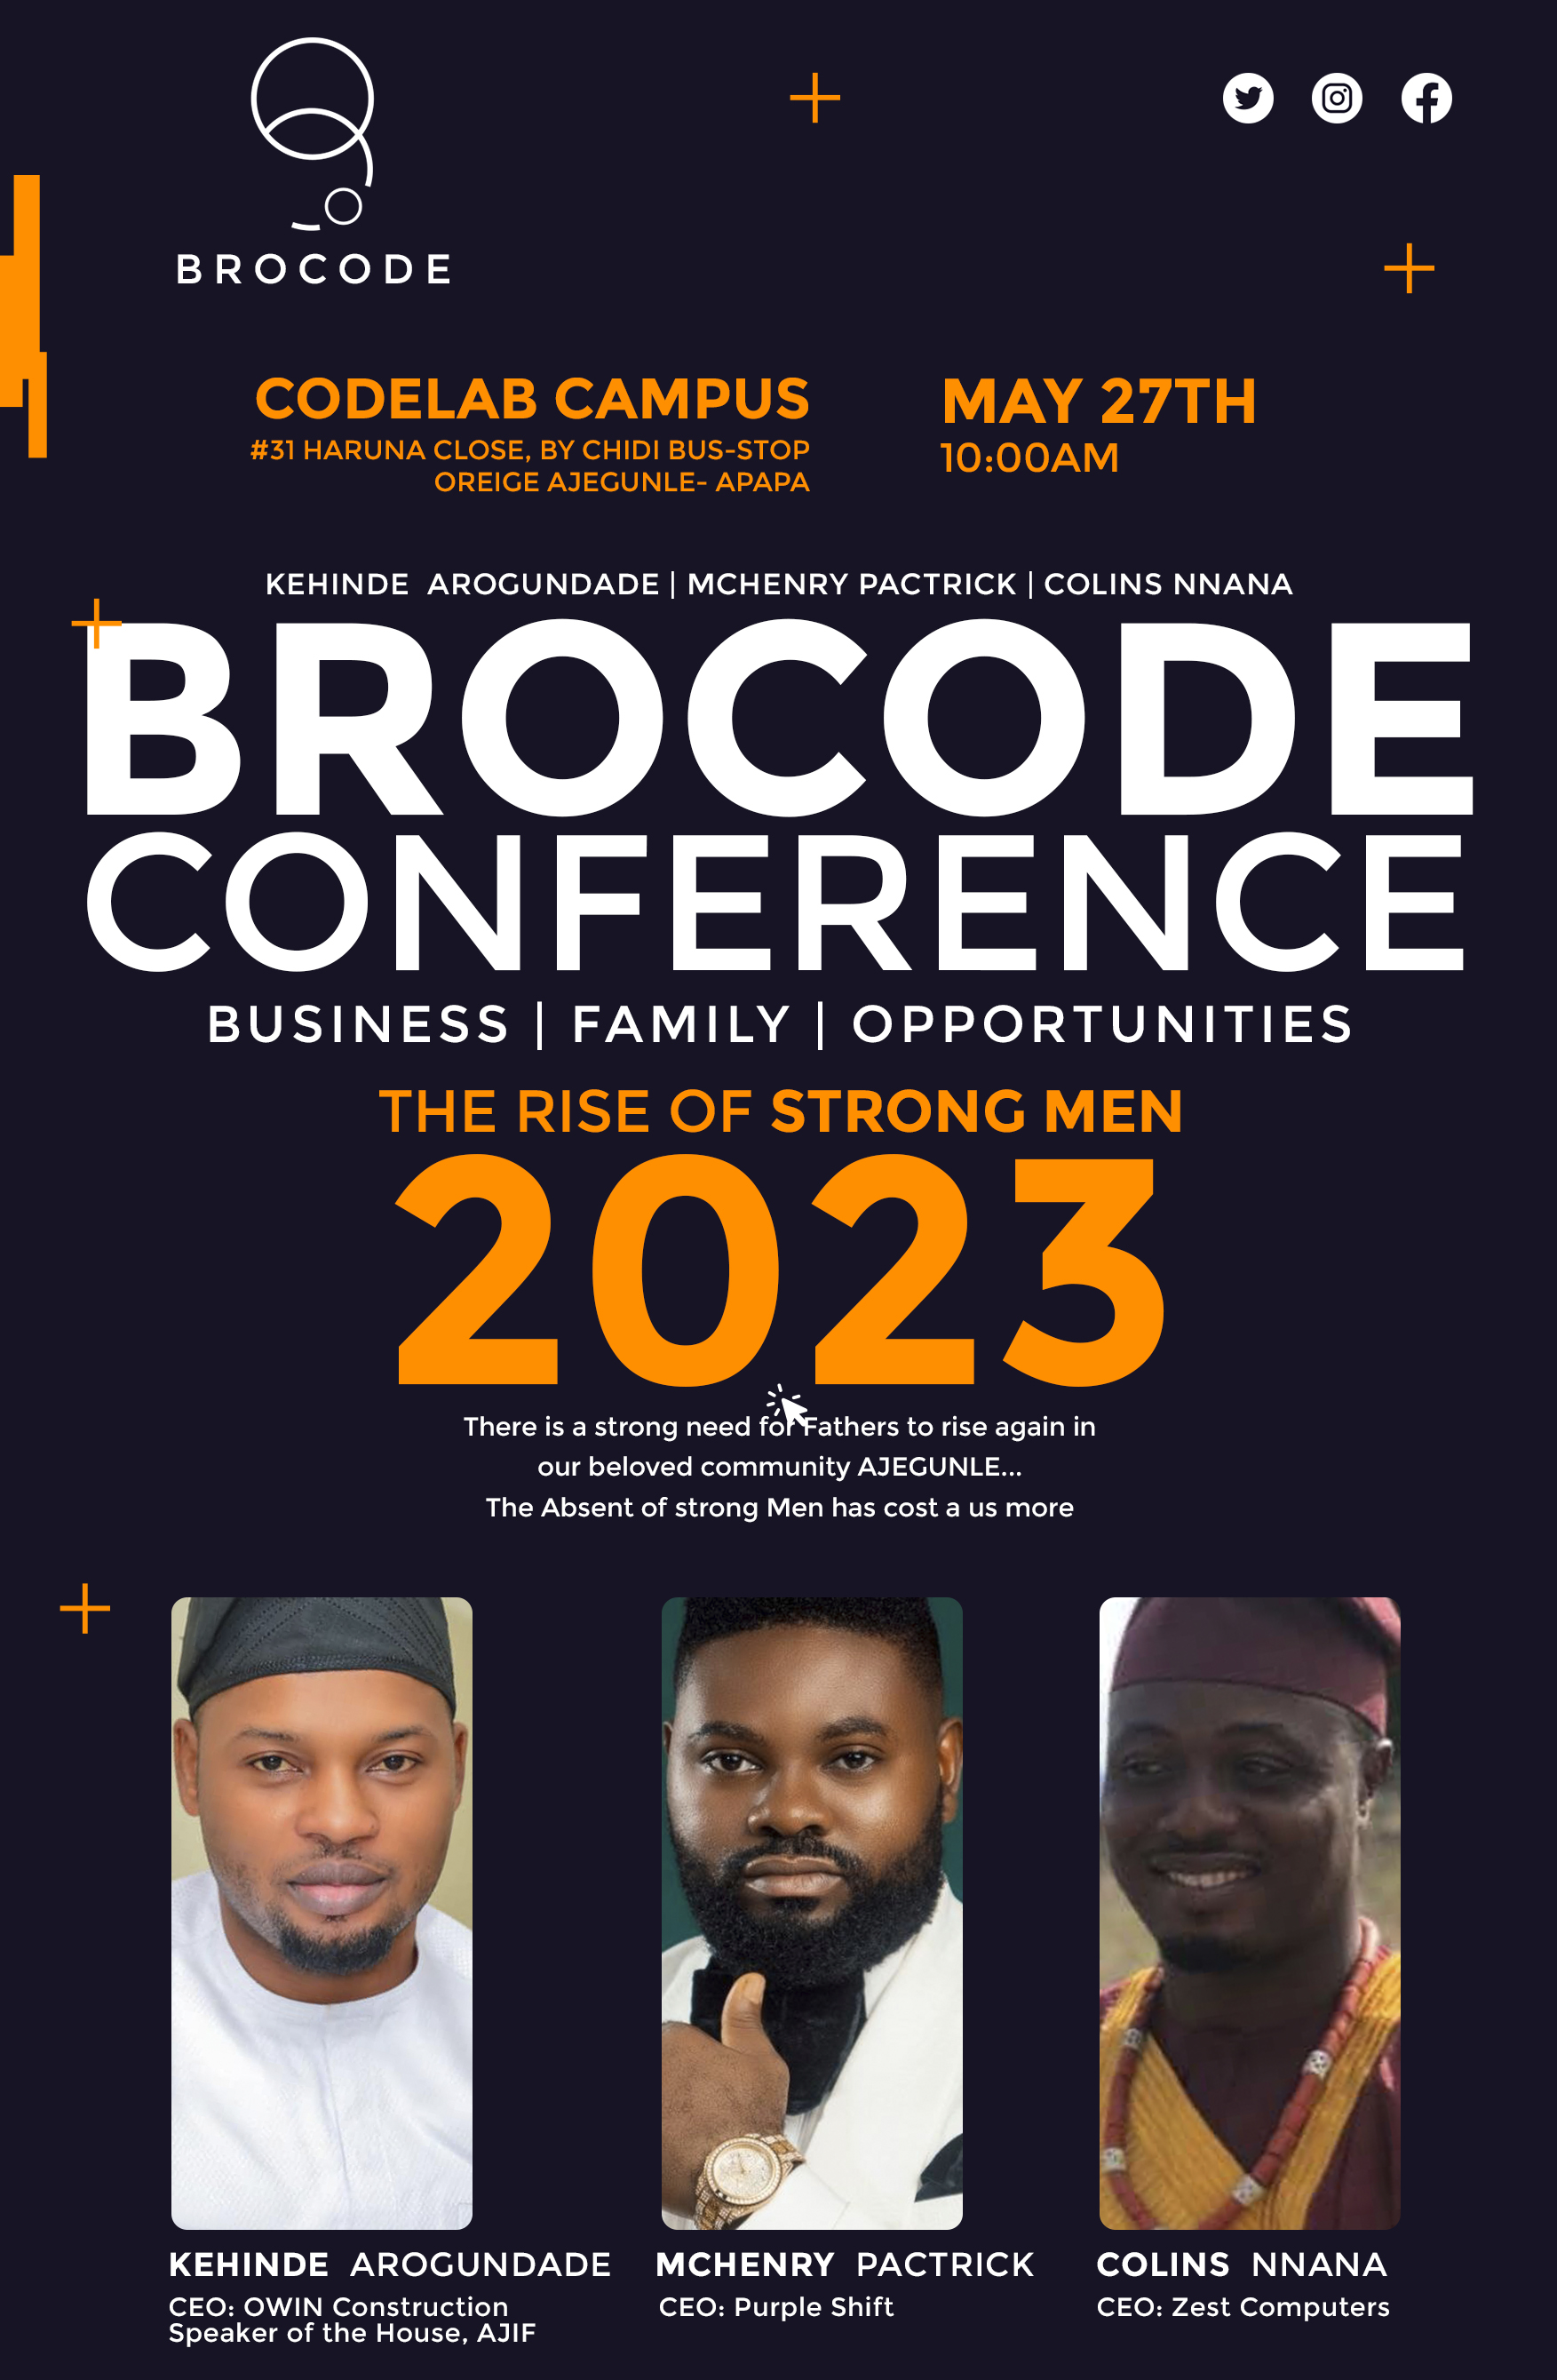 BROCODE
CODELAB CAMPUS
#31 HARUNA CLOSE, BY CHIDI BUS-STOP
OREIGE AJEGUNLE- APAPA
MAY 27TH
10:00AM
KEHINDE AROGUNDADE | MCHENRY PACTRICK | COLINS NNANA
BROCODE
CONFERENCE
BUSINESS | FAMILY | OPPORTUNITIES
THE RISE OF STRONG MEN
2023
There is a strong need for Fathers to rise again in
our beloved community AJEGUNLE...
The Absent of strong Men has cost a us more
KEHINDE AROGUNDADE
CEO: OWIN Construction
Speaker of the House, AJIF
MCHENRY PACTRICK
CEO: Purple Shift
COLINS NNANA
CEO: Zest Computers